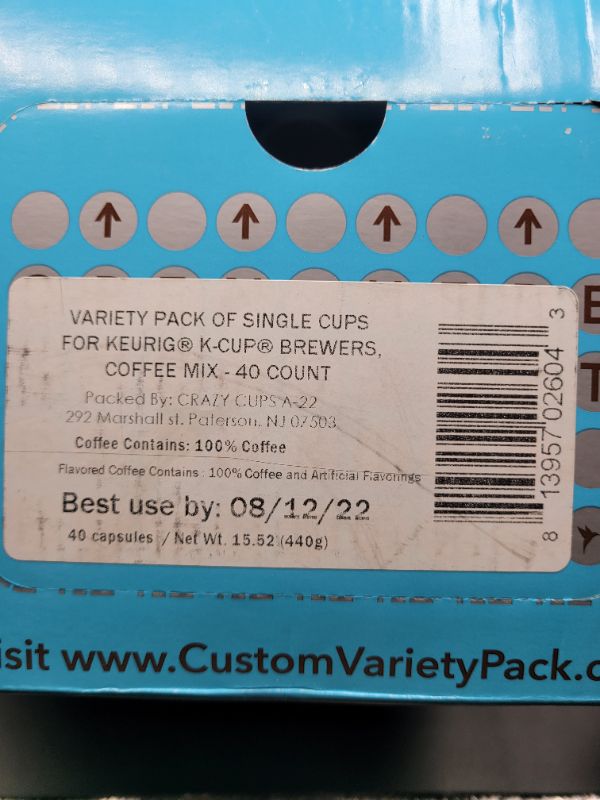 VARIETY PACK OF SINGLE CUPS
FOR KEURIG® K-CUP® BREWERS,
COFFEE MIX - 40 COUNT
Packed By: CRAZY CUPS A-22
292 Marshall st. Paterson, NJ 07503
Coffee Contains: 100% Coffee
Flavored Coffee Contains : 100% Coffee and Artificial Flavorings
Best use by: 08/12/22
40 capsules / Net Wt. 15.52 (440g)
8 13957 02604 3
E
T
isit www.CustomVarietyPack.c